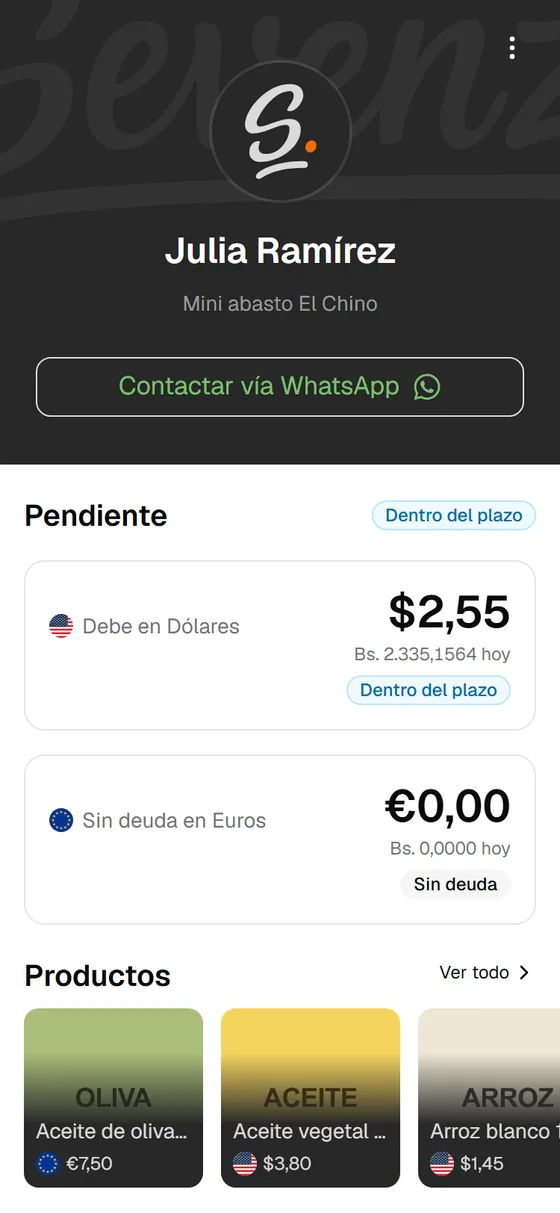 Sevenz
S.
Julia Ramírez
Mini abasto El Chino
Contactar vía WhatsApp
Pendiente
Dentro del plazo
Debe en Dólares
$2,55
Bs. 2.335,1564 hoy
Dentro del plazo
Sin deuda en Euros
€0,00
Bs. 0,0000 hoy
Sin deuda
Productos
Ver todo
OLIVA
Aceite de oliva...
€7,50
ACEITE
Aceite vegetal ...
$3,80
ARROZ
Arroz blanco 1
$1,45